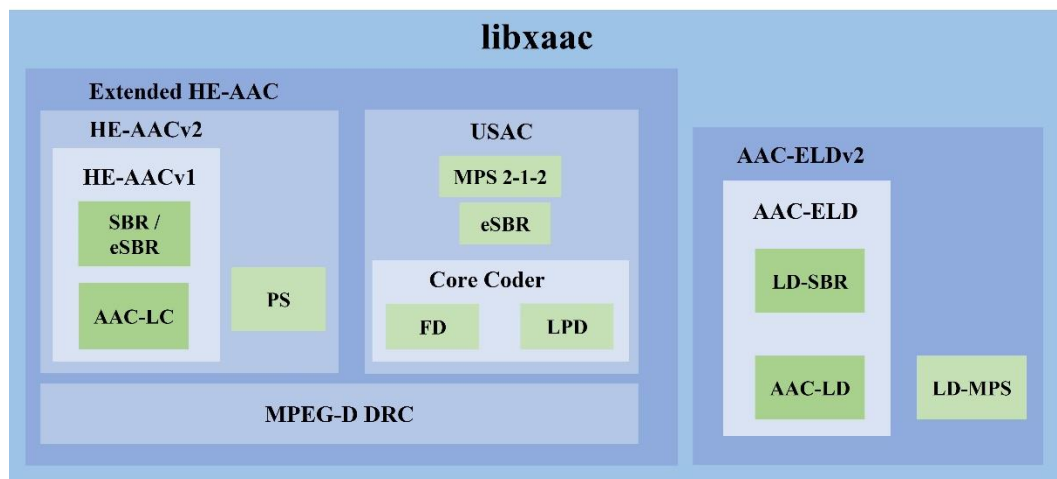 libxaac
Extended HE-AAC
HE-AACv2
HE-AACv1
SBR /
eSBR
AAC-LC
PS
USAC
MPS 2-1-2
eSBR
Core Coder
FD
LPD
MPEG-D DRC
AAC-ELDv2
AAC-ELD
LD-SBR
AAC-LD
LD-MPS